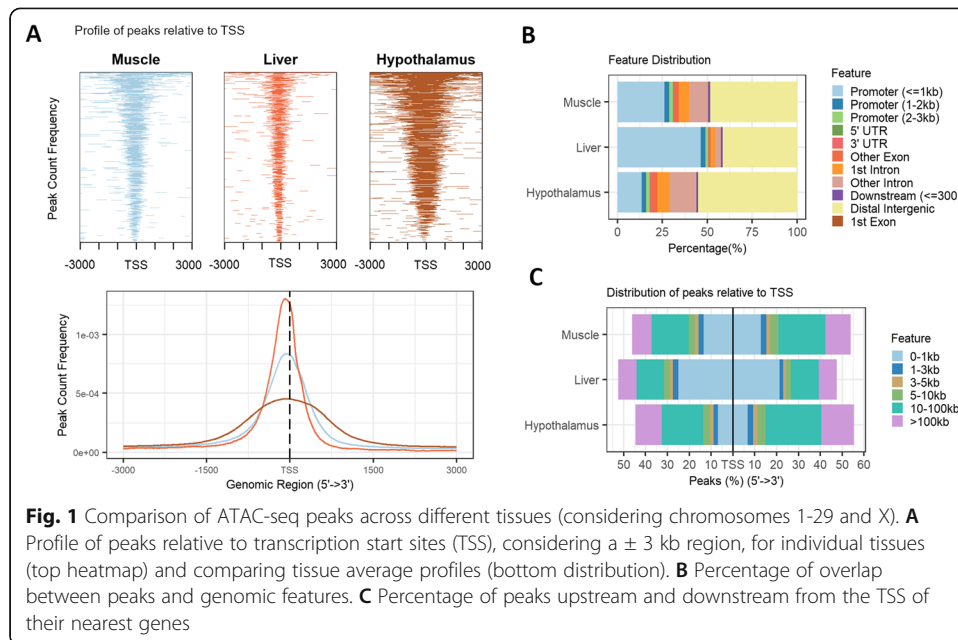 A
Profile of peaks relative to TSS
Muscle
Liver
Hypothalamus
Peak Count Frequency
-3000 TSS 3000
-3000 TSS 3000
-3000 TSS 3000
Peak Count Frequency
1e-03
5e-04
0e+00
-3000 -1500 TSS 1500 3000
Genomic Region (5'->3')
B
Feature Distribution
Muscle
Liver
Hypothalamus
0 25 50 75 100
Percentage(%)
Feature
Promoter (<=1kb)
Promoter (1-2kb)
Promoter (2-3kb)
5' UTR
3' UTR
Other Exon
1st Intron
Other Intron
Downstream (<=300
Distal Intergenic
1st Exon
C
Distribution of peaks relative to TSS
Muscle
Liver
Hypothalamus
50 40 30 20 10 TSS 10 20 30 40 50 60
Peaks (%) (5'->3')
Feature
0-1kb
1-3kb
3-5kb
5-10kb
10-100kb
>100kb
Fig. 1 Comparison of ATAC-seq peaks across different tissues (considering chromosomes 1-29 and X). A
Profile of peaks relative to transcription start sites (TSS), considering a ± 3 kb region, for individual tissues
(top heatmap) and comparing tissue average profiles (bottom distribution). B Percentage of overlap
between peaks and genomic features. C Percentage of peaks upstream and downstream from the TSS of
their nearest genes